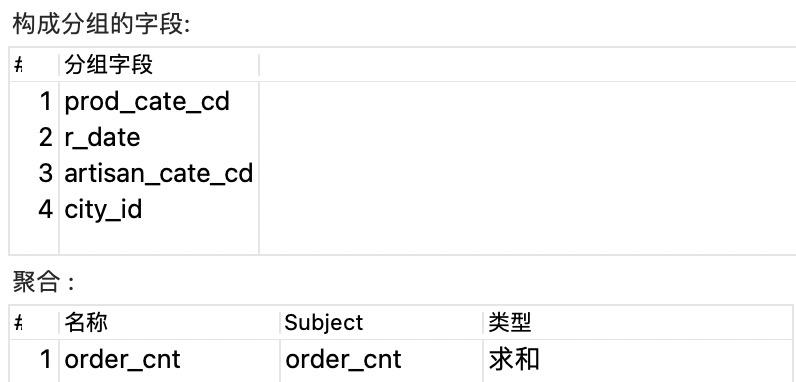 构成分组的字段:
# 分组字段
1 prod_cate_cd
2 r_date
3 artisan_cate_cd
4 city_id
聚合 :
# 名称 Subject 类型
1 order_cnt order_cnt 求和